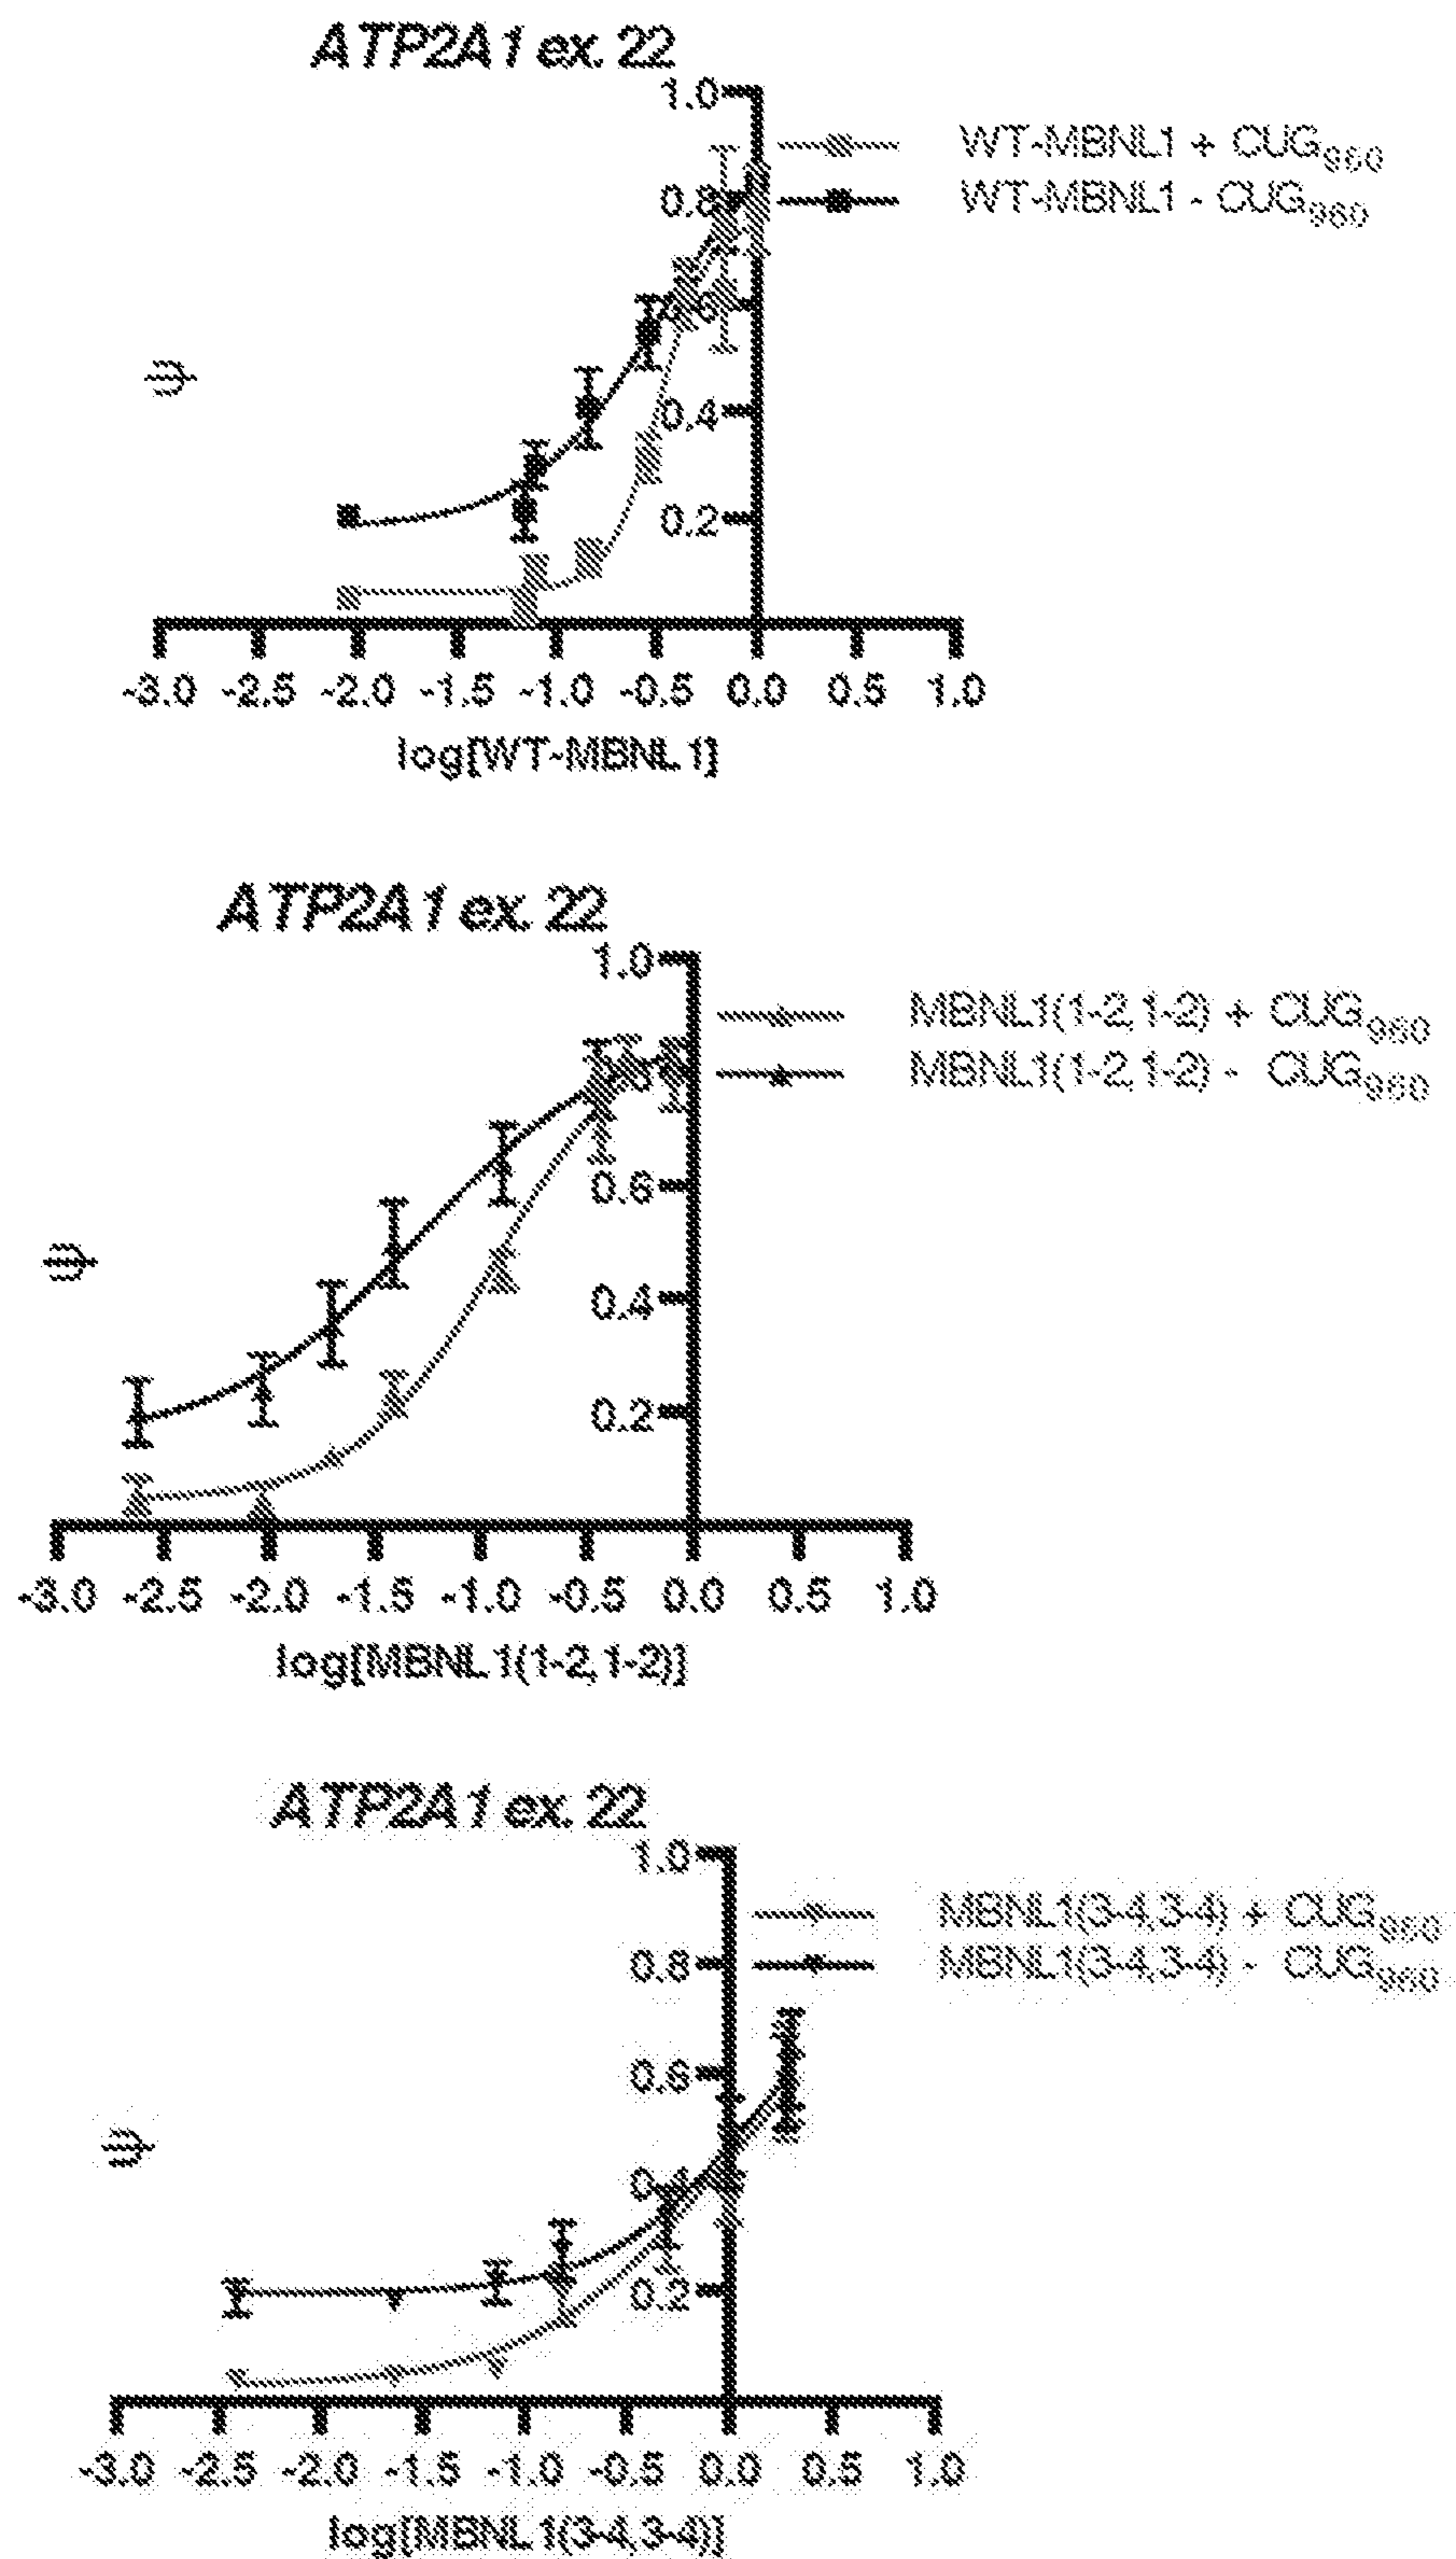 ATP2A1 ex. 22
1.0
WT-MBNL1 + CUG960
0.8
WT-MBNL1 - CUG960
0.6
ψ
0.4
0.2
-3.0 -2.5 -2.0 -1.5 -1.0 -0.5 0.0 0.5 1.0
log[WT-MBNL1]
ATP2A1 ex. 22
1.0
MBNL1(1-2,1-2) + CUG960
MBNL1(1-2,1-2) - CUG960
0.6
ψ
0.4
0.2
-3.0 -2.5 -2.0 -1.5 -1.0 -0.5 0.0 0.5 1.0
log[MBNL1(1-2,1-2)]
ATP2A1 ex. 22
1.0
MBNL1(3-4,3-4) + CUG960
0.8
MBNL1(3-4,3-4) - CUG960
0.6
ψ
0.4
0.2
-3.0 -2.5 -2.0 -1.5 -1.0 -0.5 0.0 0.5 1.0
log[MBNL1(3-4,3-4)]